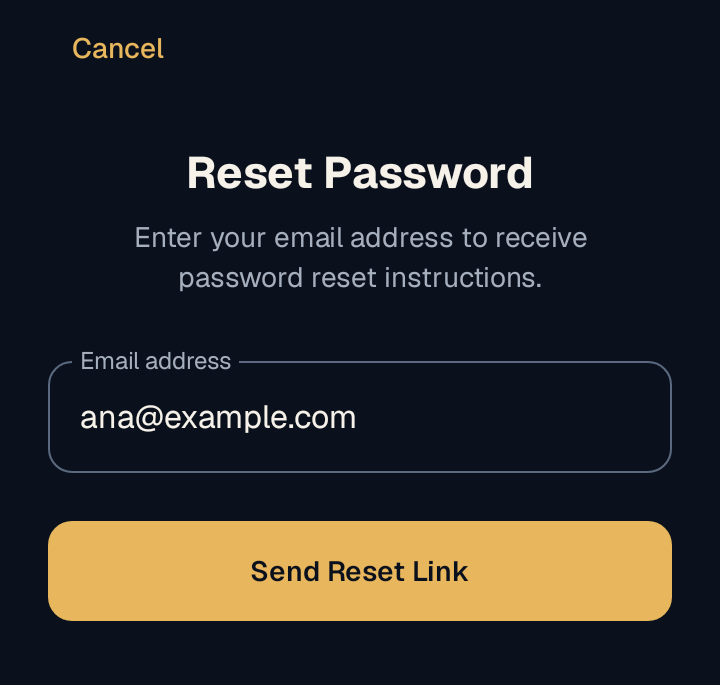 Cancel
Reset Password
Enter your email address to receive
password reset instructions.
Email address
ana@example.com
Send Reset Link